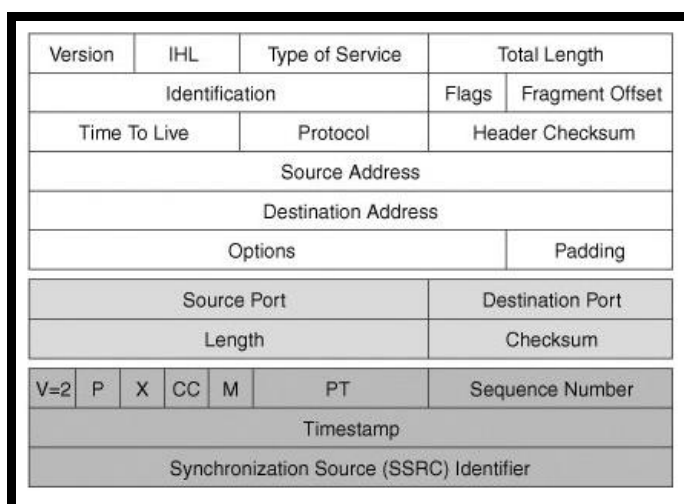 Version IHL Type of Service Total Length
Identification Flags Fragment Offset
Time To Live Protocol Header Checksum
Source Address
Destination Address
Options Padding
Source Port Destination Port
Length Checksum
V=2 P X CC M PT Sequence Number
Timestamp
Synchronization Source (SSRC) Identifier